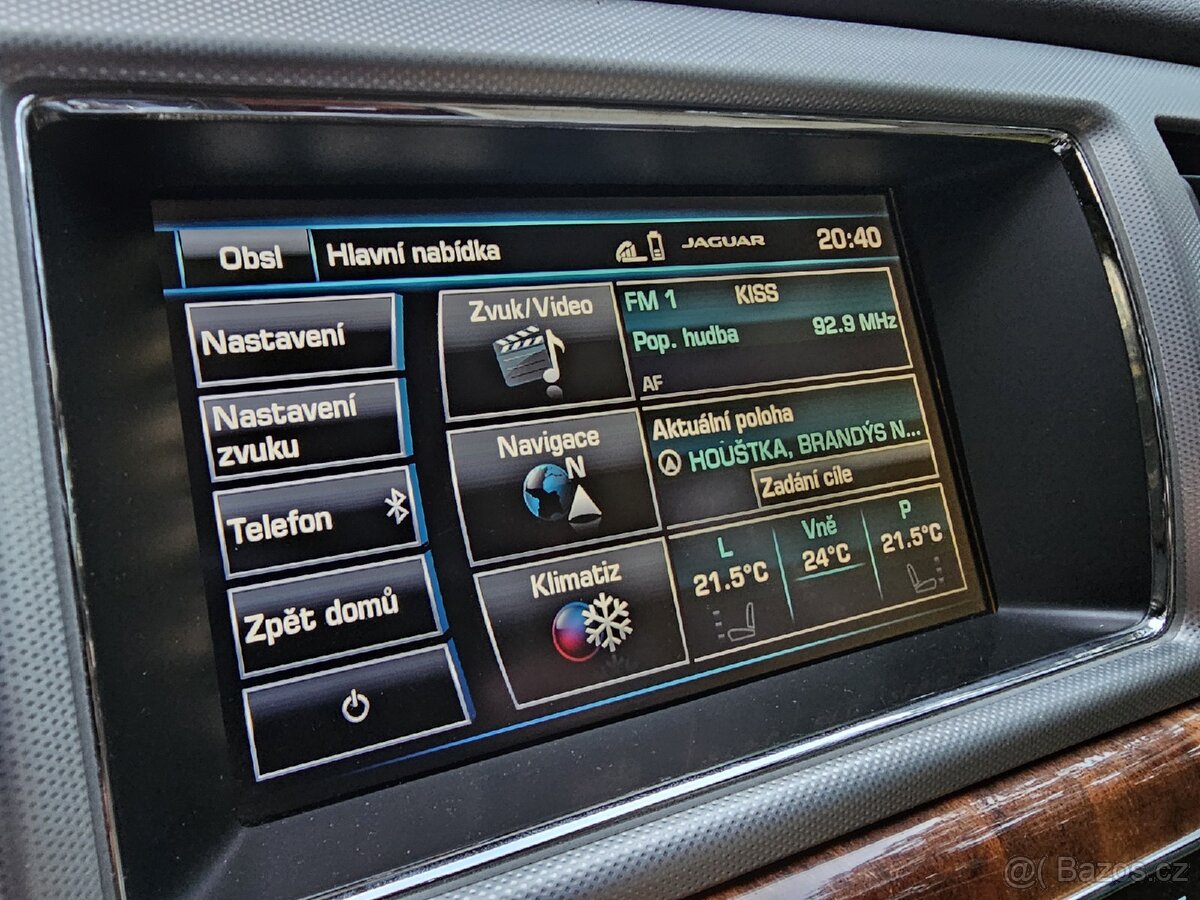 Obsl
Hlavní nabídka
JAGUAR
20:40
Nastavení
Nastavení
zvuku
Telefon
Zpět domů
Zvuk/Video
FM 1
KISS
Pop. hudba
92.9 MHz
AF
Navigace
N
Aktuální poloha
HOUŠTKA, BRANDÝS N...
Zadání cíle
Klimatiz
L
21.5°C
Vně
24°C
P
21.5°C
@( Bazos.cz